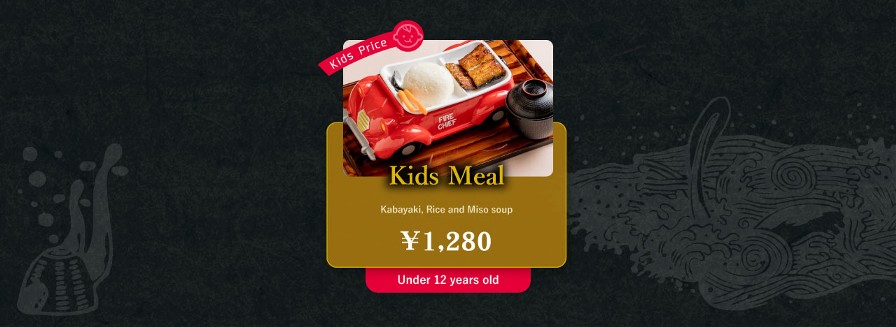 Kids Price
FIRE
CHIEF
Kids Meal
Kabayaki, Rice and Miso soup
￥1,280
Under 12 years old